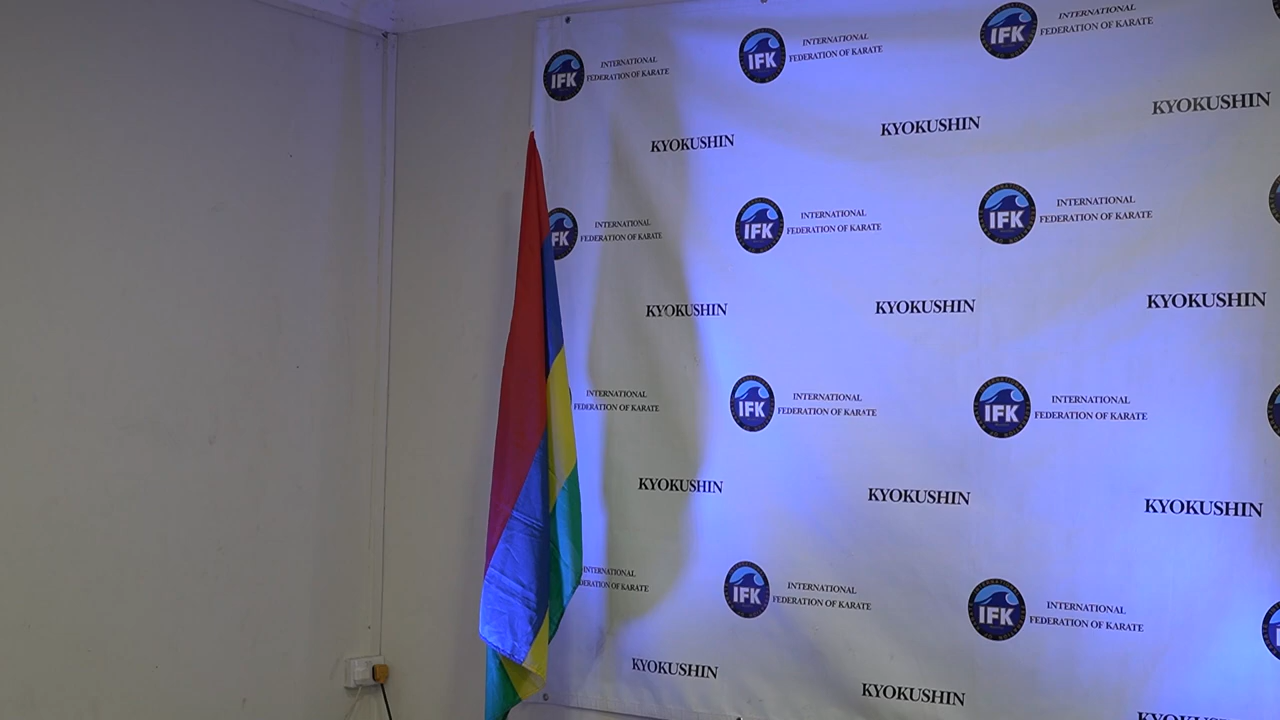 IFK INTERNATIONAL
FEDERATION OF KARATE
IFK INTERNATIONAL
FEDERATION OF KARATE
IFK INTERNATIONAL
FEDERATION OF KARATE
KYOKUSHIN
KYOKUSHIN
KYOKUSHIN
FK INTERNATIONAL
FEDERATION OF KARATE
IFK INTERNATIONAL
FEDERATION OF KARATE
IFK INTERNATIONAL
FEDERATION OF KARATE
KYOKUSHIN
KYOKUSHIN
KYOKUSHIN
INTERNATIONAL
FEDERATION OF KARATE
IFK INTERNATIONAL
FEDERATION OF KARATE
IFK INTERNATIONAL
FEDERATION OF KARATE
KYOKUSHIN
KYOKUSHIN
KYOKUSHIN
INTERNATIONAL
OF KARATE
IFK INTERNATIONAL
FEDERATION OF KARATE
IFK INTERNATIONAL
FEDERATION OF KARATE
KYOKUSHIN
KYOKUSHIN